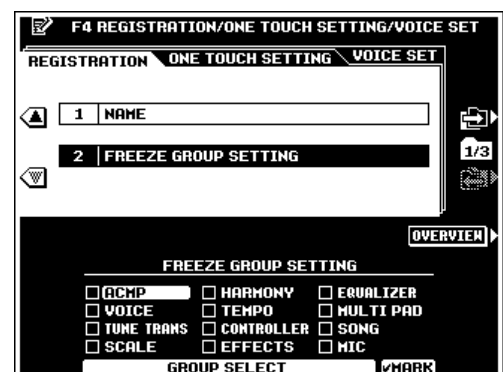 F4 REGISTRATION/ONE TOUCH SETTING/VOICE SET
REGISTRATION ONE TOUCH SETTING VOICE SET
1 NAME
2 FREEZE GROUP SETTING
1/3
OVERVIEW
FREEZE GROUP SETTING
ACMP HARMONY EQUALIZER
VOICE TEMPO MULTI PAD
TUNE TRANS CONTROLLER SONG
SCALE EFFECTS MIC
GROUP SELECT ✓MARK